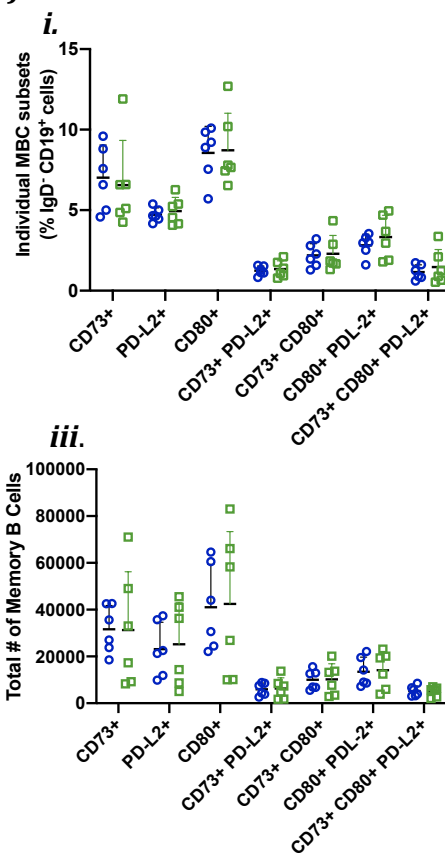 i.
Individual MBC subsets
(% IgD⁺ CD19⁺ cells)
15
10
5
0
CD73+
PD-L2+
CD80+
CD73+ PD-L2+
CD73+ CD80+
CD80+ PDL-2+
CD73+ CD80+ PD-L2+
iii.
Total # of Memory B Cells
100000
80000
60000
40000
20000
0
CD73+
PD-L2+
CD80+
CD73+ PD-L2+
CD73+ CD80+
CD80+ PDL-2+
CD73+ CD80+ PD-L2+